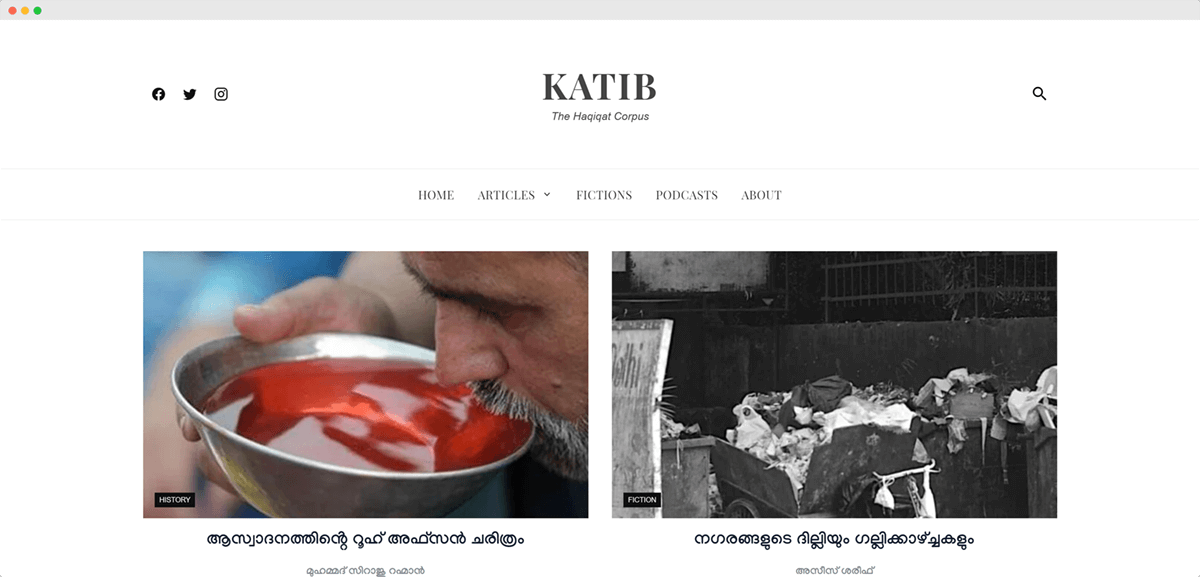 KATIB
The Haqiqat Corpus
HOME ARTICLES FICTIONS PODCASTS ABOUT
HISTORY
FICTION
ആസ്വാദനത്തിന്റെ റൂഹ് അഫ്സൻ ചരിത്രം
നഗരങ്ങളുടെ ദില്ലിയും ഗല്ലിക്കാഴ്ച്ചകളും
മുഹമ്മദ് സിറാജു റഹ്മാൻ
അസീസ് ശരീഫ്